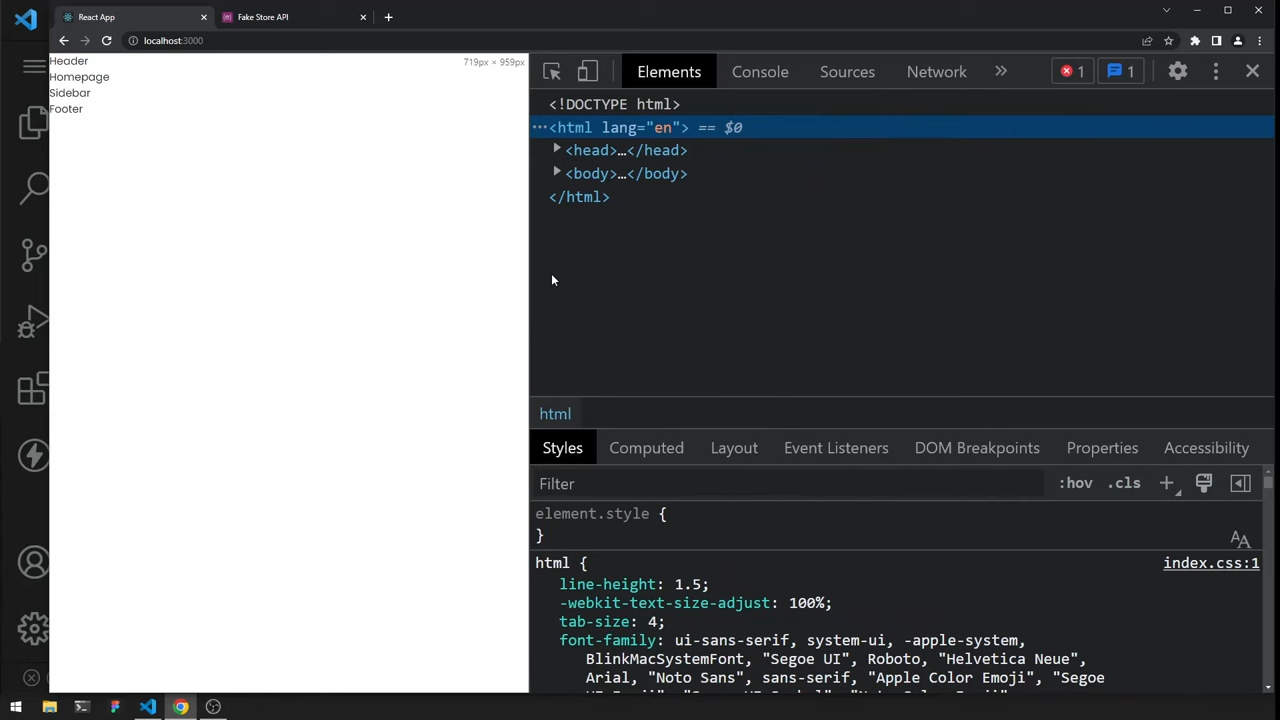 React App
Fake Store API
localhost:3000
Header
719px × 959px
Homepage
Sidebar
Footer
Elements
Console
Sources
Network
1
1
<!DOCTYPE html>
<html lang="en"> == $0
<head>…</head>
<body>…</body>
</html>
html
Styles
Computed
Layout
Event Listeners
DOM Breakpoints
Properties
Accessibility
Filter
:hov
.cls
element.style {
}
html {
index.css:1
line-height: 1.5;
-webkit-text-size-adjust: 100%;
tab-size: 4;
font-family: ui-sans-serif, system-ui, -apple-system,
BlinkMacSystemFont, "Segoe UI", Roboto, "Helvetica Neue",
Arial, "Noto Sans", sans-serif, "Apple Color Emoji", "Segoe